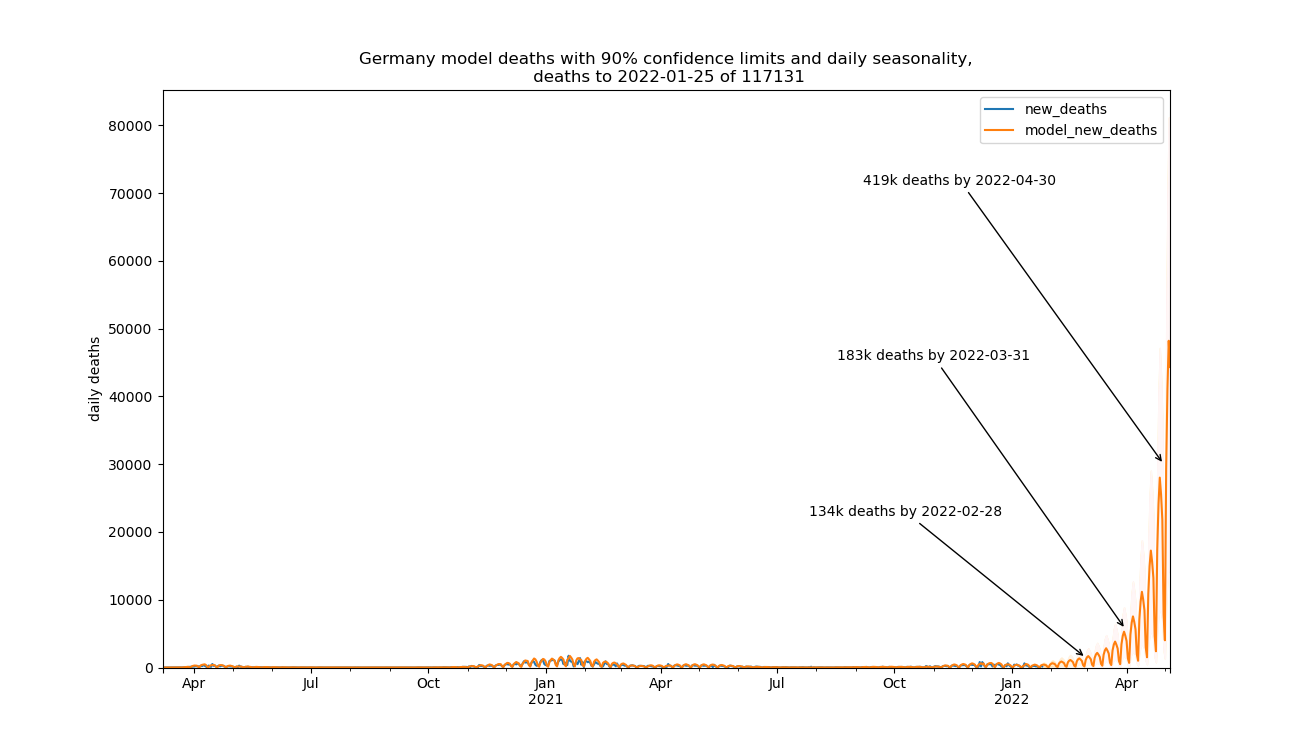 Germany model deaths with 90% confidence limits and daily seasonality,
deaths to 2022-01-25 of 117131
new_deaths
model_new_deaths
80000
70000
60000
50000
40000
30000
20000
10000
0
daily deaths
419k deaths by 2022-04-30
183k deaths by 2022-03-31
134k deaths by 2022-02-28
Apr Jul Oct Jan Apr Jul Oct Jan Apr
2021 2022